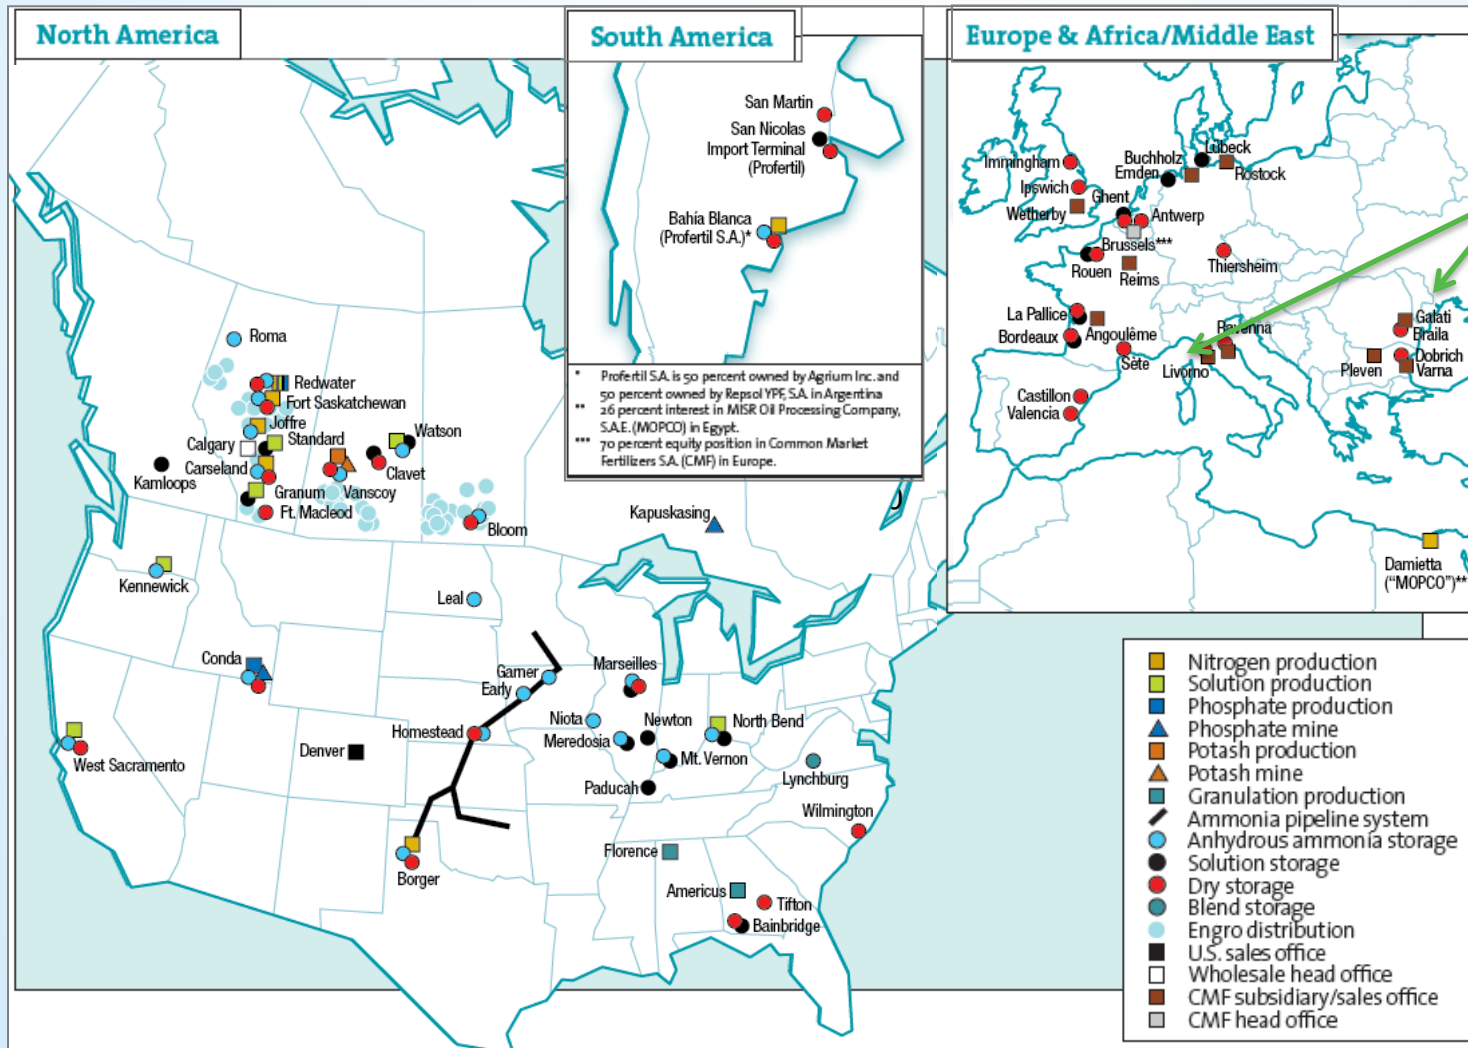 North America
South America
Europe & Africa/Middle East
San Martin
San Nicolas
Import Terminal
(Profertil)
Bahía Blanca
(Profertil S.A.)*
* Profertil S.A. is 50 percent owned by Agrium Inc. and
50 percent owned by Repsol YPF, S.A. in Argentina
** 26 percent interest in MISR Oil Processing Company,
S.A.E. (MOPCO) in Egypt.
*** 70 percent equity position in Common Market
Fertilizers S.A. (CMF) in Europe.
Immingham
Ipswich
Wetherby
Buchholz
Emden
Lübeck
Rostock
Ghent
Antwerp
Brussels***
Rouen
Reims
Thiersheim
La Pallice
Bordeaux
Angoulême
Sète
Ravenna
Livorno
Galati
Braila
Dobrich
Pleven
Varna
Castillon
Valencia
Damietta
("MOPCO")**
Roma
Redwater
Fort Saskatchewan
Joffre
Calgary
Standard
Carseland
Kamloops
Granum
Ft. Macleod
Watson
Clavet
Vanscoy
Bloom
Kapuskasing
Kennewick
Leal
Conda
Garner
Early
Marseilles
Homestead
Niota
Newton
North Bend
Meredosia
Mt. Vernon
Denver
West Sacramento
Paducah
Lynchburg
Wilmington
Borger
Florence
Americus
Tifton
Bainbridge
Nitrogen production
Solution production
Phosphate production
Phosphate mine
Potash production
Potash mine
Granulation production
Ammonia pipeline system
Anhydrous ammonia storage
Solution storage
Dry storage
Blend storage
Engro distribution
U.S. sales office
Wholesale head office
CMF subsidiary/sales office
CMF head office